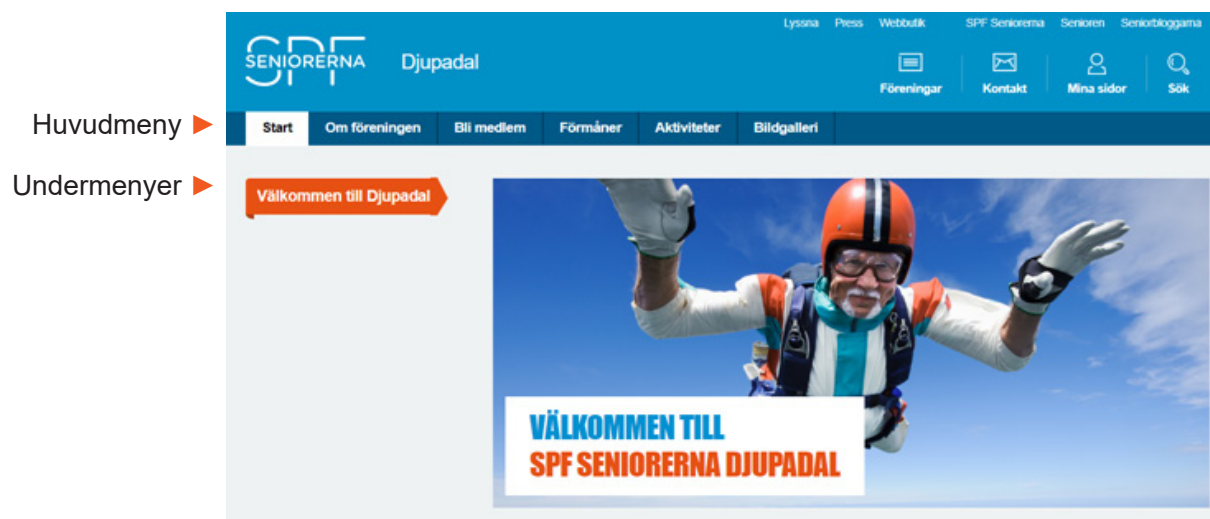 Lyssna Press Webbutik SPF Seniorerna Senioren Seniorbloggarna
SPF
SENIORERNA
Djupadal
Föreningar Kontakt Mina sidor Sök
Huvudmeny
Start Om föreningen Bli medlem Förmåner Aktiviteter Bildgalleri
Undermenyer
Välkommen till Djupadal
VÄLKOMMEN TILL
SPF SENIORERNA DJUPADAL